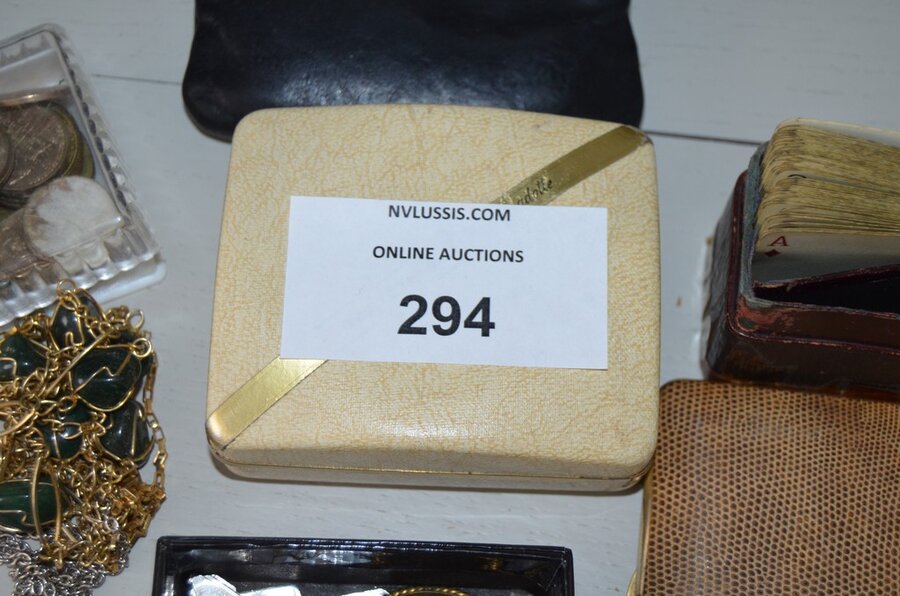 NVLUSSIS.COM
ONLINE AUCTIONS
294
A